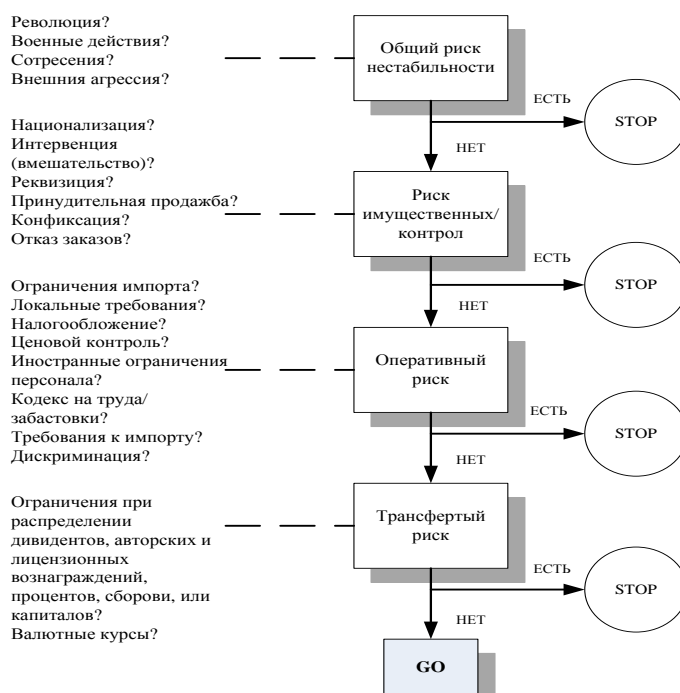 Революция?
Военные действия?
Сотресения?
Внешния агрессия?
Общий риск
нестабильности
ЕСТЬ
STOP
НЕТ
Национализация?
Интервенция
(вмешательство)?
Реквизиция?
Принудительная продажба?
Конфиксация?
Отказ заказов?
Риск
имущественных/
контрол
ЕСТЬ
STOP
НЕТ
Ограничения импорта?
Локальные требования?
Налогообложение?
Ценовой контроль?
Иностранные ограничения
персонала?
Кодекс на труда/
забастовки?
Требования к импорту?
Дискриминация?
Оперативный
риск
ЕСТЬ
STOP
НЕТ
Ограничения при
распределении
дивидентов, авторских и
лицензионных
вознаграждений,
процентов, сборови, или
капиталов?
Валютные курсы?
Трансфертый
риск
ЕСТЬ
STOP
НЕТ
GO